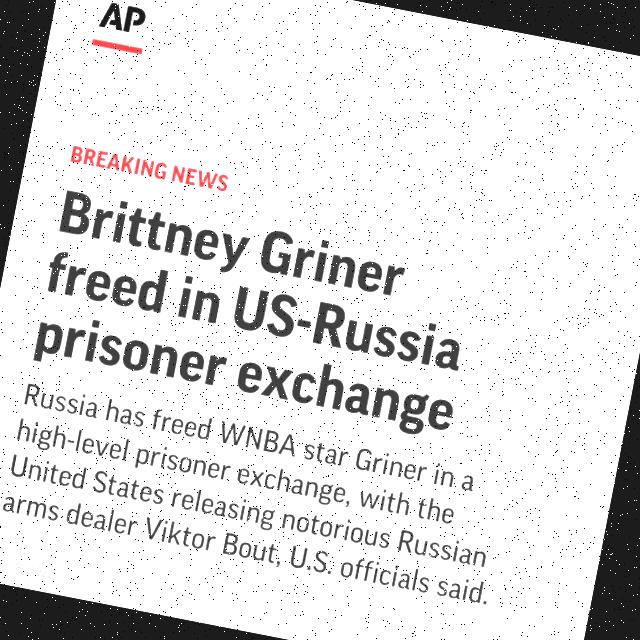 AP
BREAKING NEWS
Brittney Griner
freed in US-Russia
prisoner exchange
Russia has freed WNBA star Griner in a
high-level prisoner exchange, with the
United States releasing notorious Russian
arms dealer Viktor Bout, U.S. officials said.